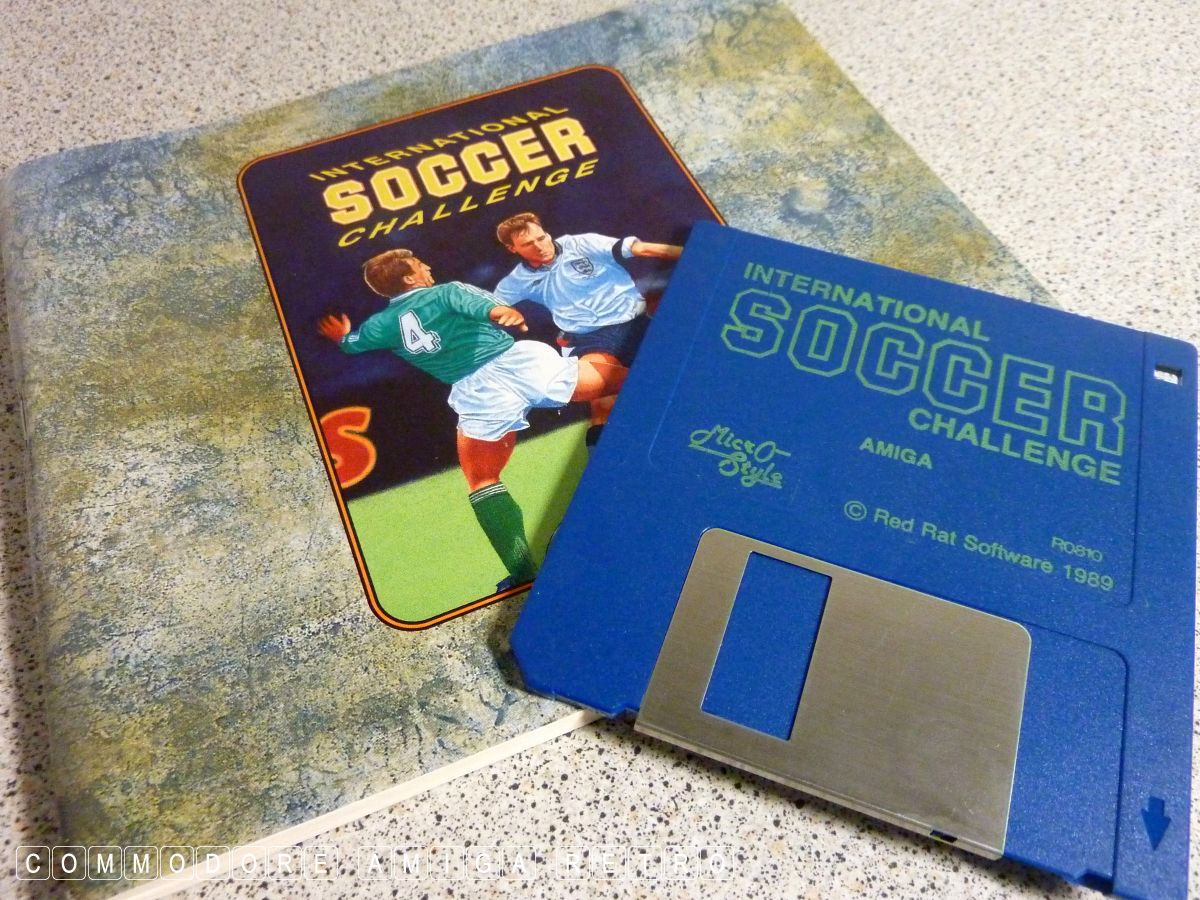 INTERNATIONAL
SOCCER
CHALLENGE
4
S
INTERNATIONAL
SOCCER
CHALLENGE
AMIGA
MicrO-
Style
R0810
© Red Rat Software 1989
COMMODORE AMIGA RETRO